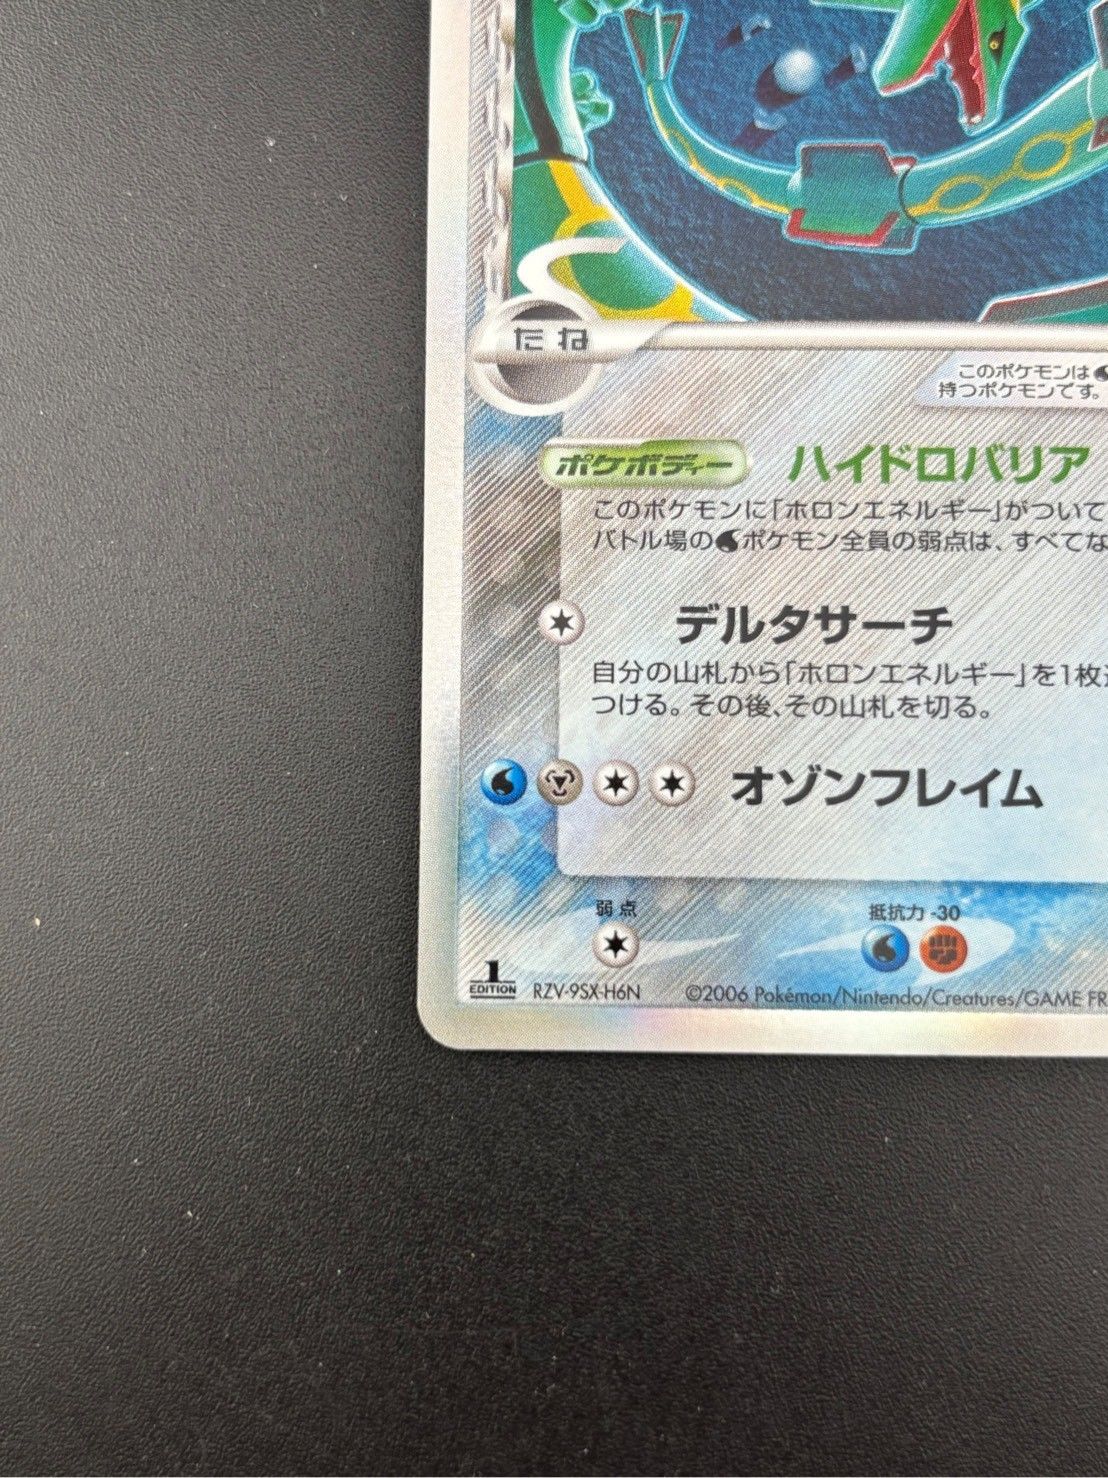 たね
このポケモンは
持つポケモンです。
ポケボディー ハイドロバリア
このポケモンに「ホロンエネルギー」がついて
バトル場のポケモン全員の弱点は、すべてな
デルタサーチ
自分の山札から「ホロンエネルギー」を1枚
つける。その後、その山札を切る。
オゾンフレイム
弱点 抵抗力 -30
1 EDITION RZV-9SX-H6N ©2006 Pokémon/Nintendo/Creatures/GAME FR